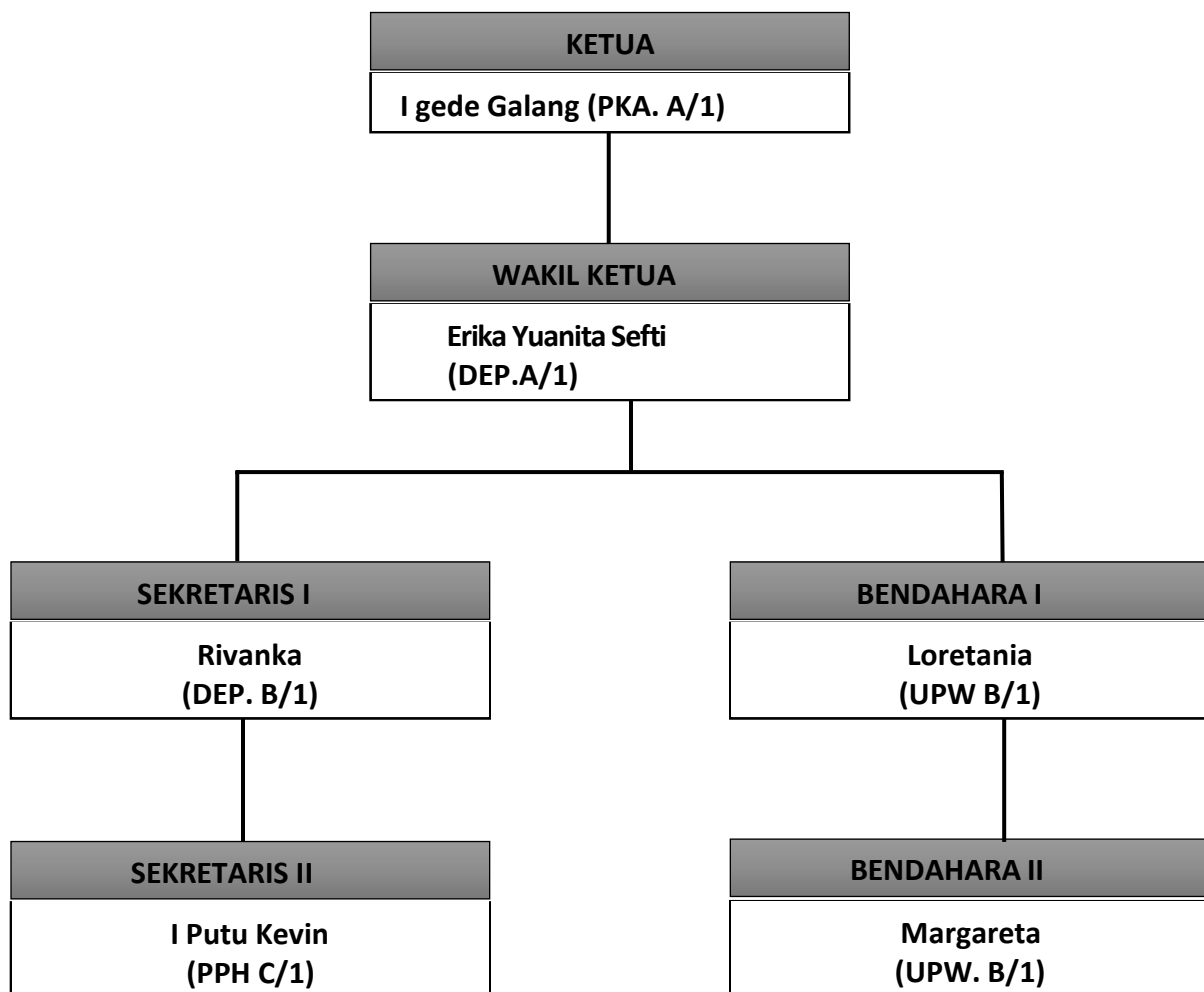 KETUA
I gede Galang (PKA. A/1)
WAKIL KETUA
Erika Yuanita Sefti
(DEP.A/1)
SEKRETARIS I
Rivanka
(DEP. B/1)
BENDAHARA I
Loretania
(UPW B/1)
SEKRETARIS II
I Putu Kevin
(PPH C/1)
BENDAHARA II
Margareta
(UPW. B/1)